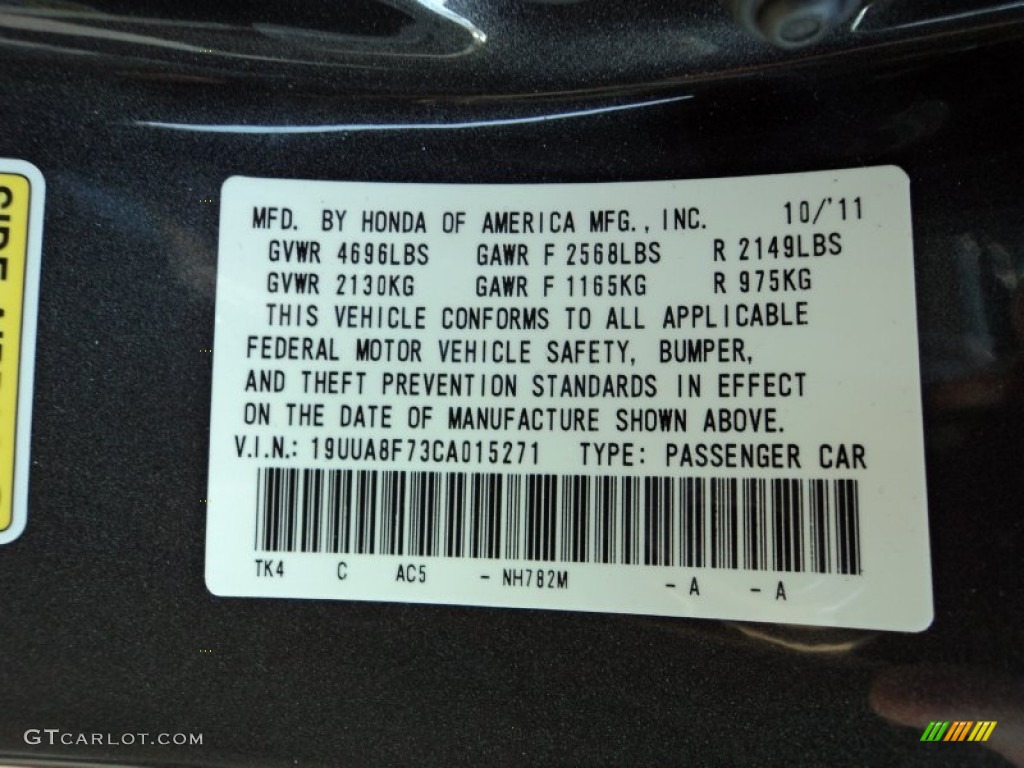 MFD. BY HONDA OF AMERICA MFG., INC. 10/'11
GVWR 4696LBS GAWR F 2568LBS R 2149LBS
GVWR 2130KG GAWR F 1165KG R 975KG
THIS VEHICLE CONFORMS TO ALL APPLICABLE
FEDERAL MOTOR VEHICLE SAFETY, BUMPER,
AND THEFT PREVENTION STANDARDS IN EFFECT
ON THE DATE OF MANUFACTURE SHOWN ABOVE.
V.I.N.: 19UUA8F73CA015271 TYPE: PASSENGER CAR
TK4 C AC5 - NH782M - A - A
SIDE
GTCARLOT.COM